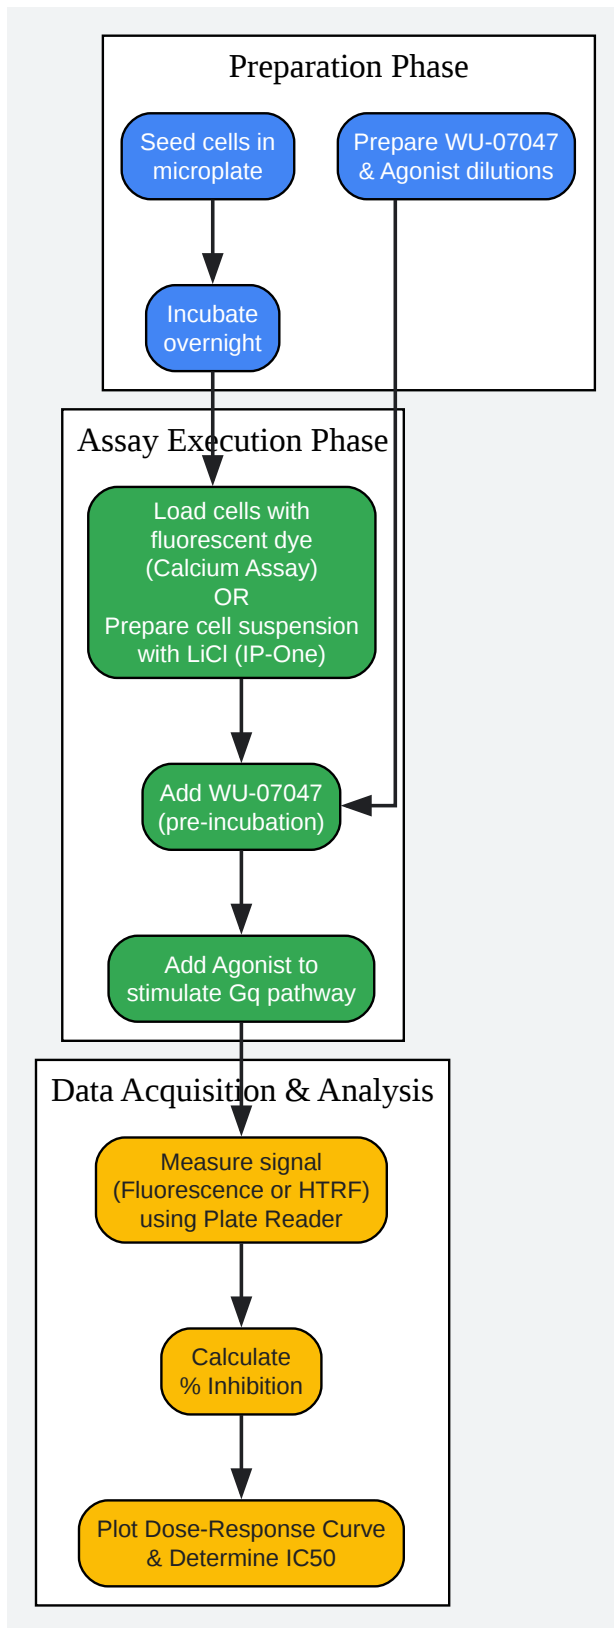 Preparation Phase
Seed cells in
microplate
Prepare WU-07047
& Agonist dilutions
Incubate
overnight
Assay Execution Phase
Load cells with
fluorescent dye
(Calcium Assay)
OR
Prepare cell suspension
with LiCl (IP-One)
Add WU-07047
(pre-incubation)
Add Agonist to
stimulate Gq pathway
Data Acquisition & Analysis
Measure signal
(Fluorescence or HTRF)
using Plate Reader
Calculate
% Inhibition
Plot Dose-Response Curve
& Determine IC50